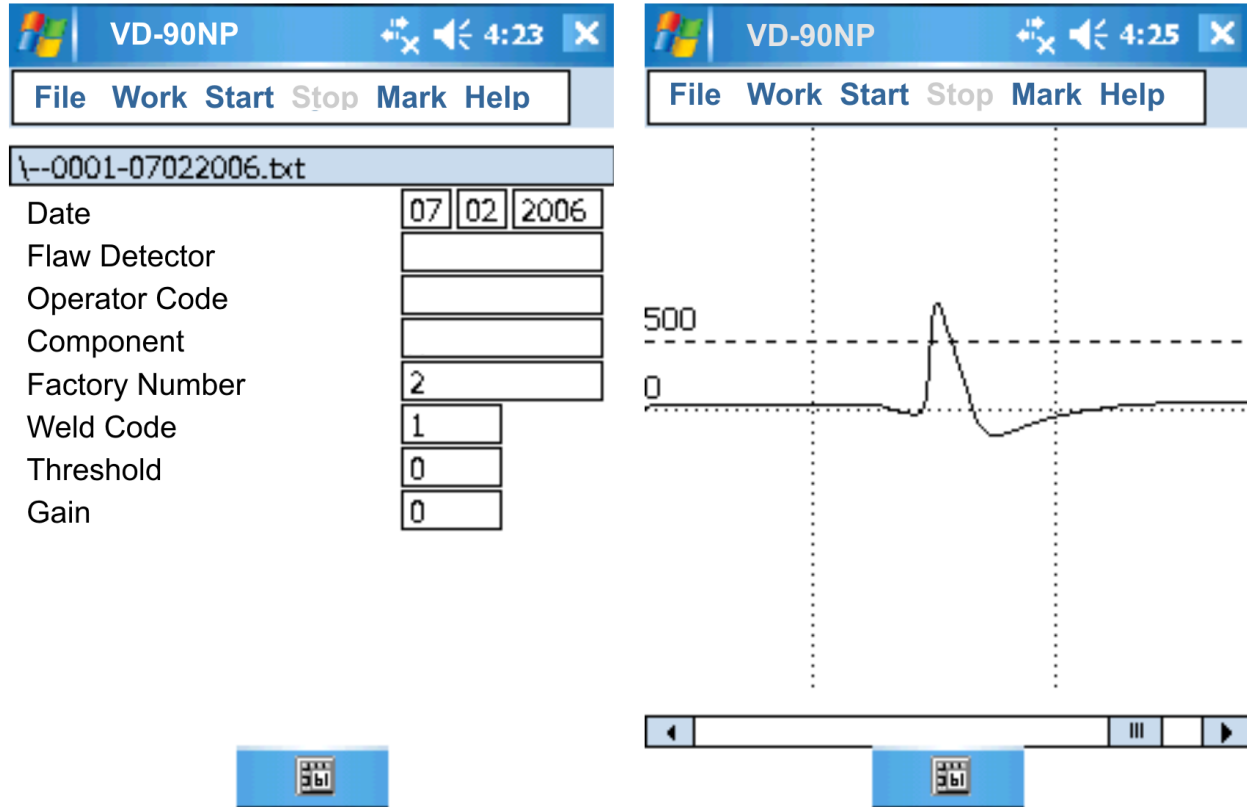 VD-90NP 4:23
File Work Start Stop Mark Help
\--0001-07022006.txt
Date 07 02 2006
Flaw Detector
Operator Code
Component
Factory Number 2
Weld Code 1
Threshold 0
Gain 0
VD-90NP 4:25
File Work Start Stop Mark Help
500
0